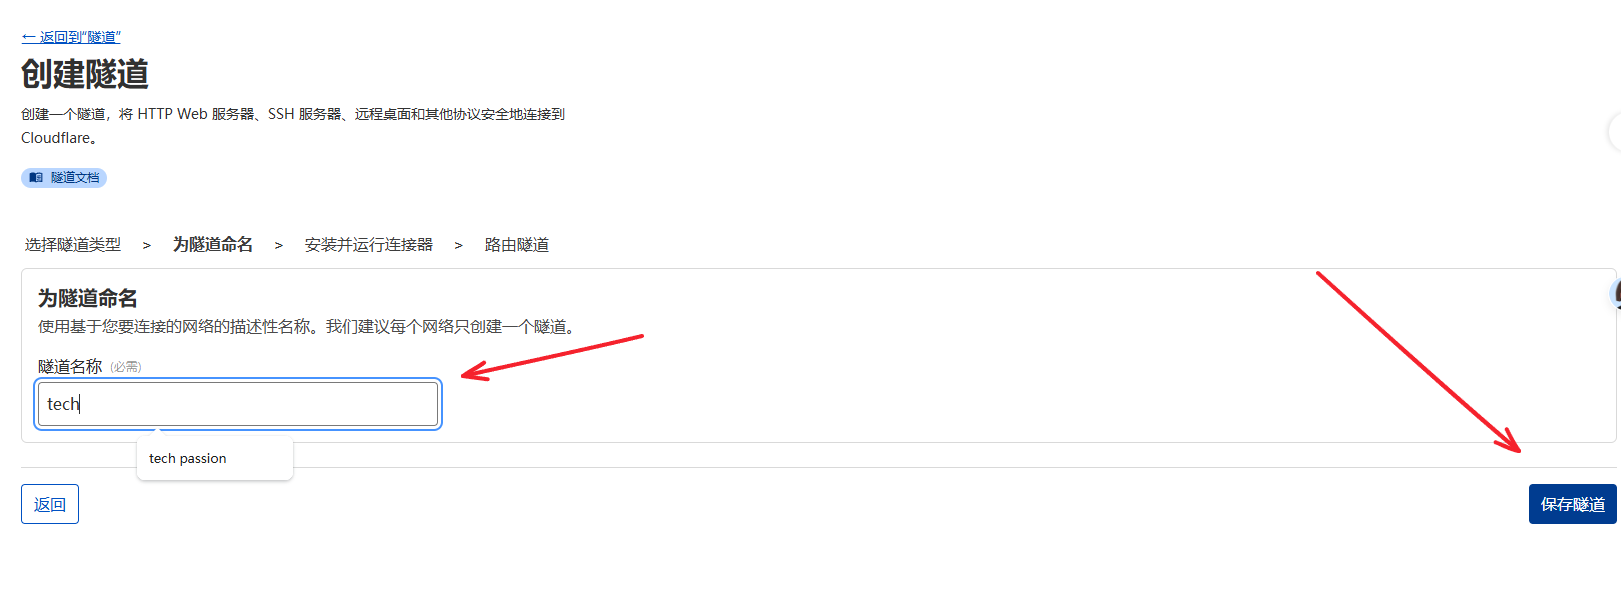 ← 返回到“隧道”
创建隧道
创建一个隧道，将 HTTP Web 服务器、SSH 服务器、远程桌面和其他协议安全地连接到
Cloudflare。
隧道文档
选择隧道类型 > 为隧道命名 > 安装并运行连接器 > 路由隧道
为隧道命名
使用基于您要连接的网络的描述性名称。我们建议每个网络只创建一个隧道。
隧道名称 (必需)
tech
tech passion
返回 保存隧道